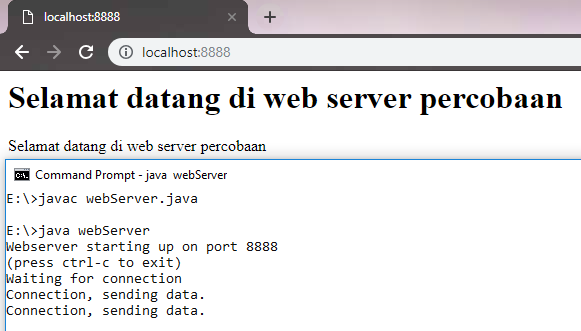 localhost:8888
localhost:8888
Selamat datang di web server percobaan
Selamat datang di web server percobaan
Command Prompt - java webServer
E:\>javac webServer.java
E:\>java webServer
Webserver starting up on port 8888
(press ctrl-c to exit)
Waiting for connection
Connection, sending data.
Connection, sending data.